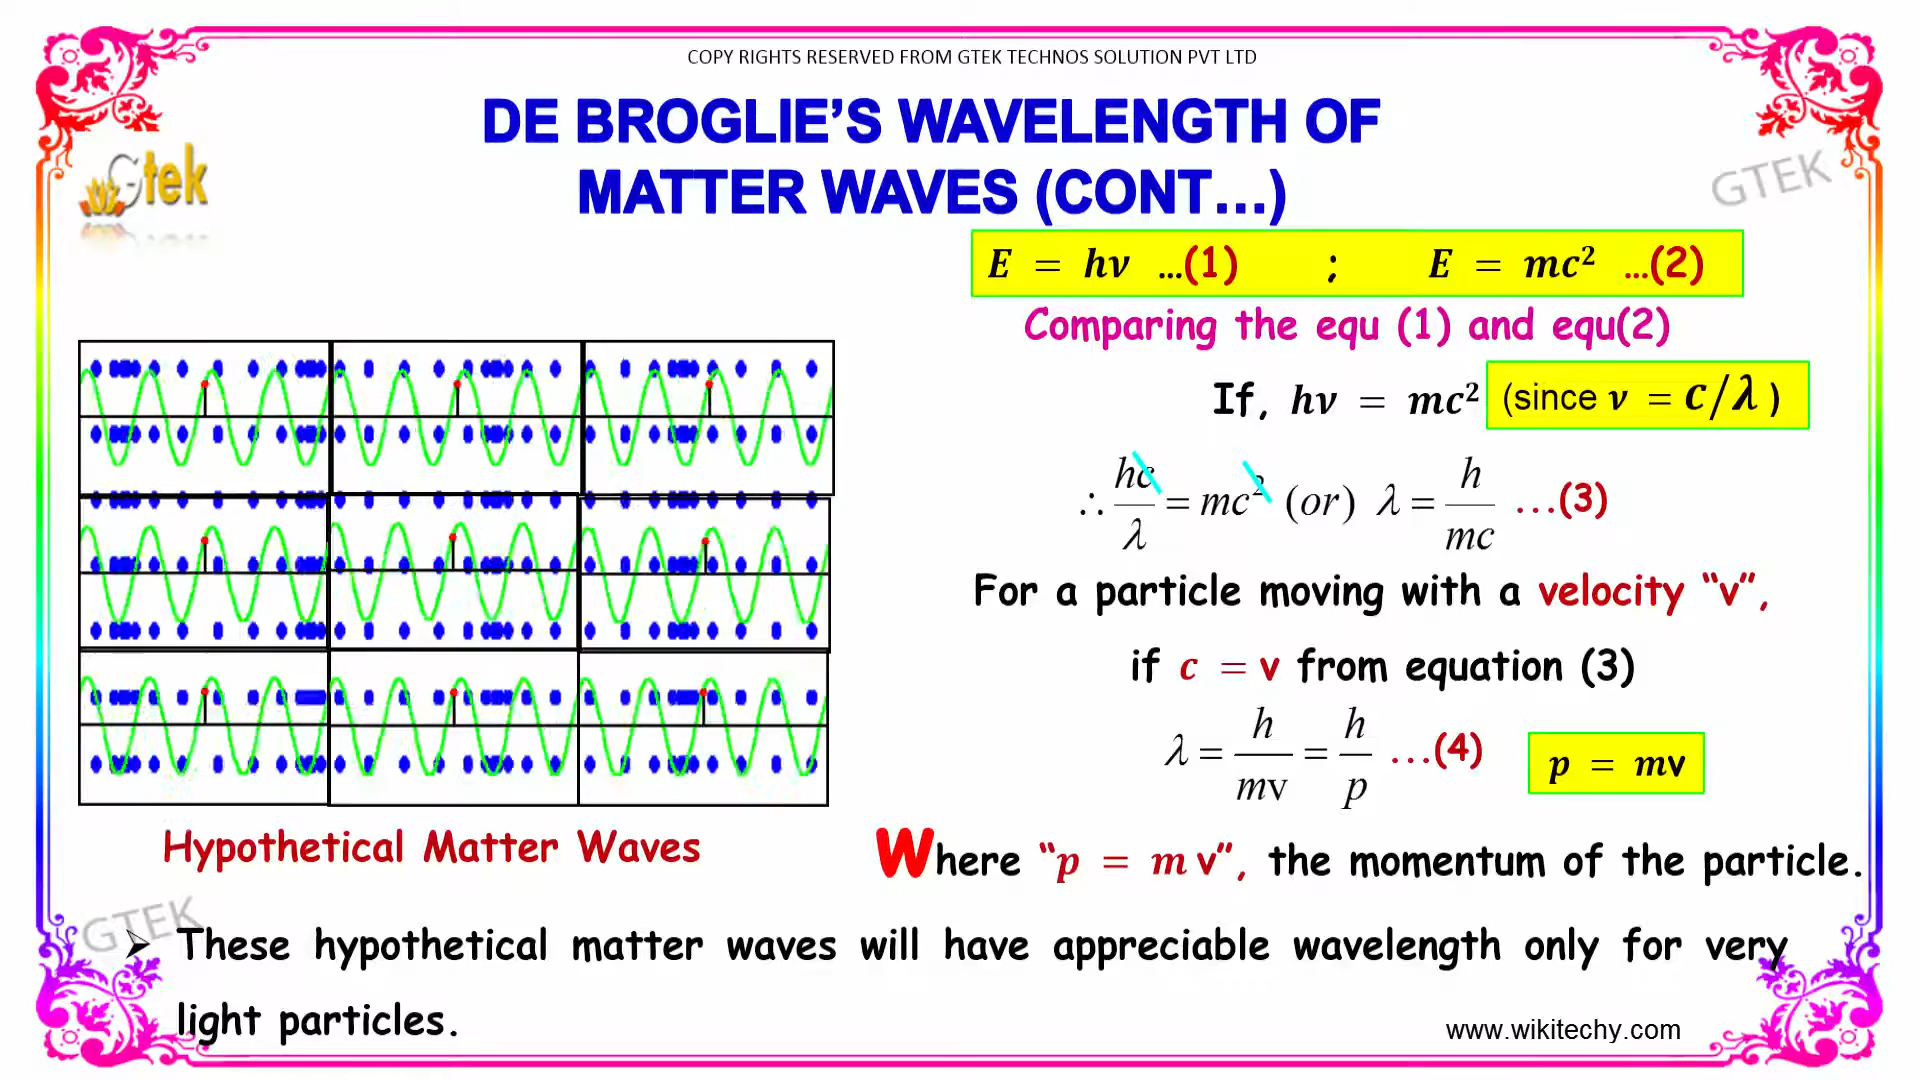 COPY RIGHTS RESERVED FROM GTEK TECHNOS SOLUTION PVT LTD
DE BROGLIE’S WAVELENGTH OF
MATTER WAVES (CONT…)
Gtek
GTEK
E = hν …(1) ; E = mc² …(2)
Comparing the equ (1) and equ(2)
If, hν = mc² (since ν = c/λ )
∴ hc/λ = mc² (or) λ = h/mc …(3)
For a particle moving with a velocity “v”,
if c = v from equation (3)
λ = h/mv = h/p …(4) p = mv
Hypothetical Matter Waves
Where “p = m v”, the momentum of the particle.
GTEK
➢ These hypothetical matter waves will have appreciable wavelength only for very
light particles.
www.wikitechy.com